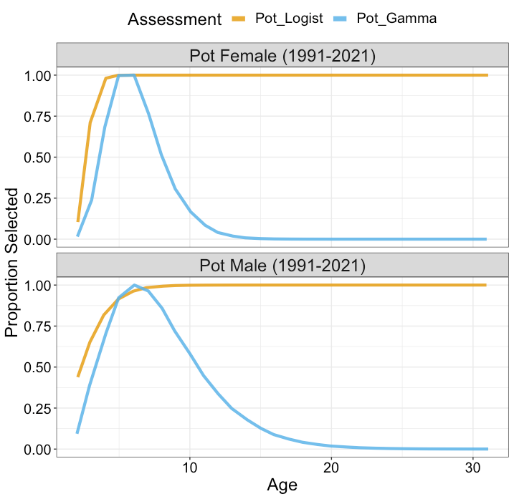 Assessment Pot_Logist Pot_Gamma
Pot Female (1991-2021)
1.00
0.75
0.50
0.25
0.00
Proportion Selected
Pot Male (1991-2021)
1.00
0.75
0.50
0.25
0.00
10 20 30
Age